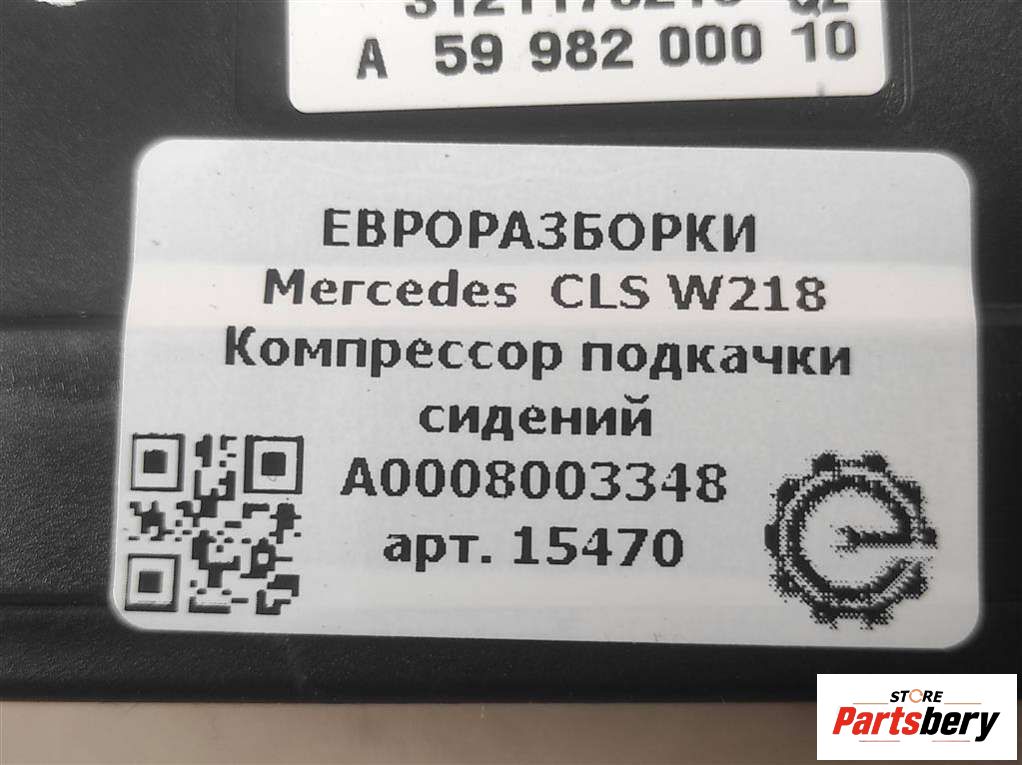 A 59 982 000 10
ЕВРОРАЗБОРКИ
Mercedes CLS W218
Компрессор подкачки
сидений
A0008003348
арт. 15470
STORE
Partsbery